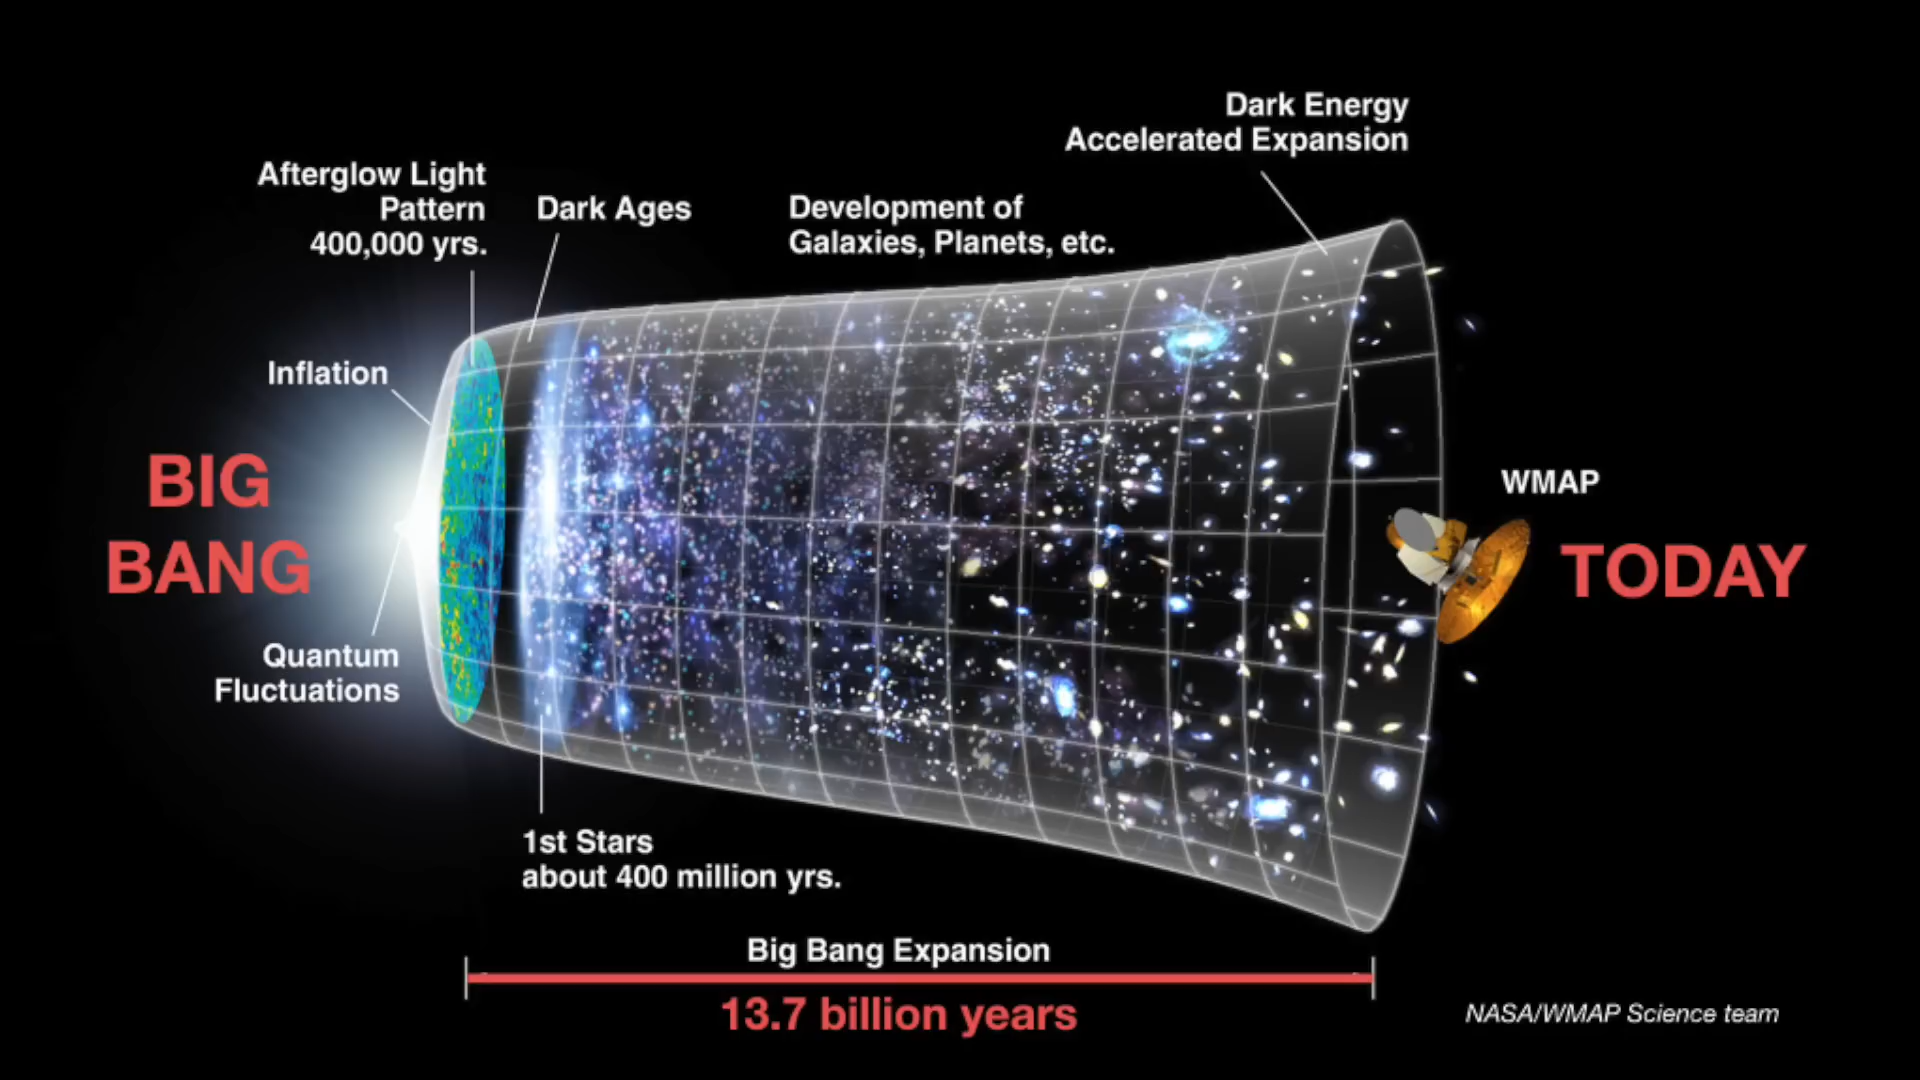 Dark Energy
Accelerated Expansion
Afterglow Light
Pattern
400,000 yrs.
Dark Ages
Development of
Galaxies, Planets, etc.
Inflation
BIG
BANG
WMAP
TODAY
Quantum
Fluctuations
1st Stars
about 400 million yrs.
Big Bang Expansion
13.7 billion years
NASA/WMAP Science team